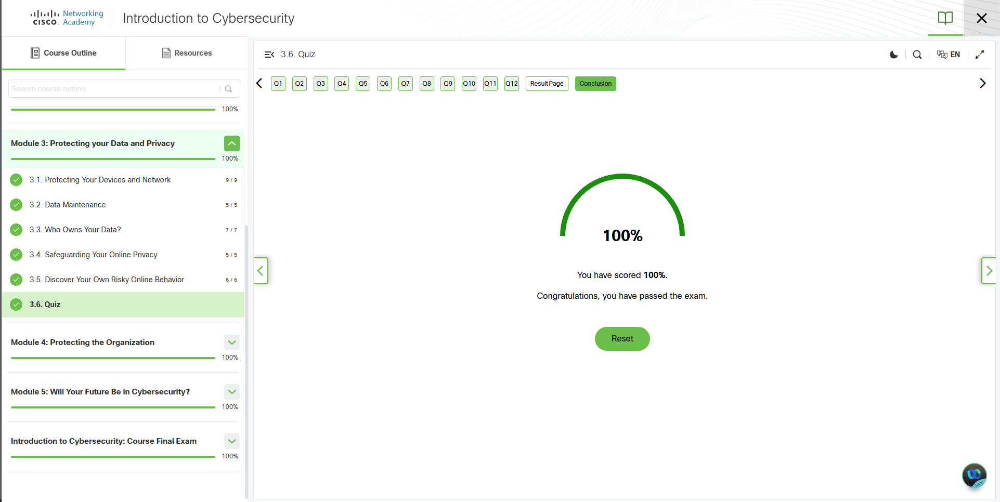 Networking
Academy
CISCO
Introduction to Cybersecurity
Course Outline
Resources
Search course outline
100%
Module 3: Protecting your Data and Privacy
100%
3.1. Protecting Your Devices and Network
9 / 9
3.2. Data Maintenance
5 / 5
3.3. Who Owns Your Data?
7 / 7
3.4. Safeguarding Your Online Privacy
5 / 5
3.5. Discover Your Own Risky Online Behavior
6 / 6
3.6. Quiz
Module 4: Protecting the Organization
100%
Module 5: Will Your Future Be in Cybersecurity?
100%
Introduction to Cybersecurity: Course Final Exam
100%
3.6. Quiz
EN
Q1 Q2 Q3 Q4 Q5 Q6 Q7 Q8 Q9 Q10 Q11 Q12 Result Page Conclusion
100%
You have scored 100%.
Congratulations, you have passed the exam.
Reset
Beta